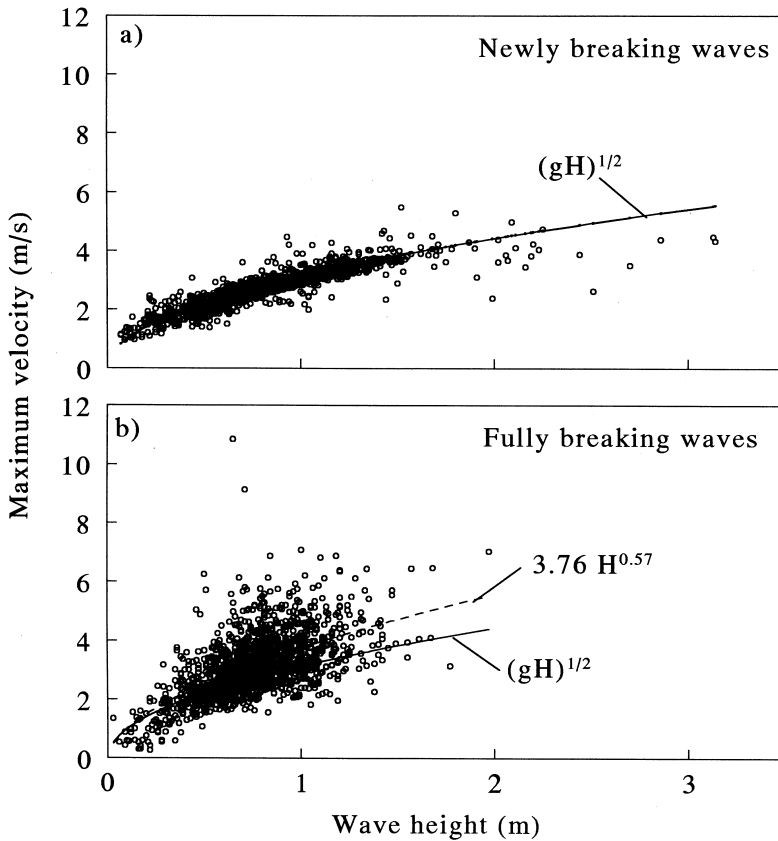 12
a)
Newly breaking waves
10
8
(gH)^{1/2}
6
4
2
0
12
b)
Fully breaking waves
10
8
3.76 H^{0.57}
6
4
(gH)^{1/2}
2
0
0
1
2
3
Wave height (m)
Maximum velocity (m/s)